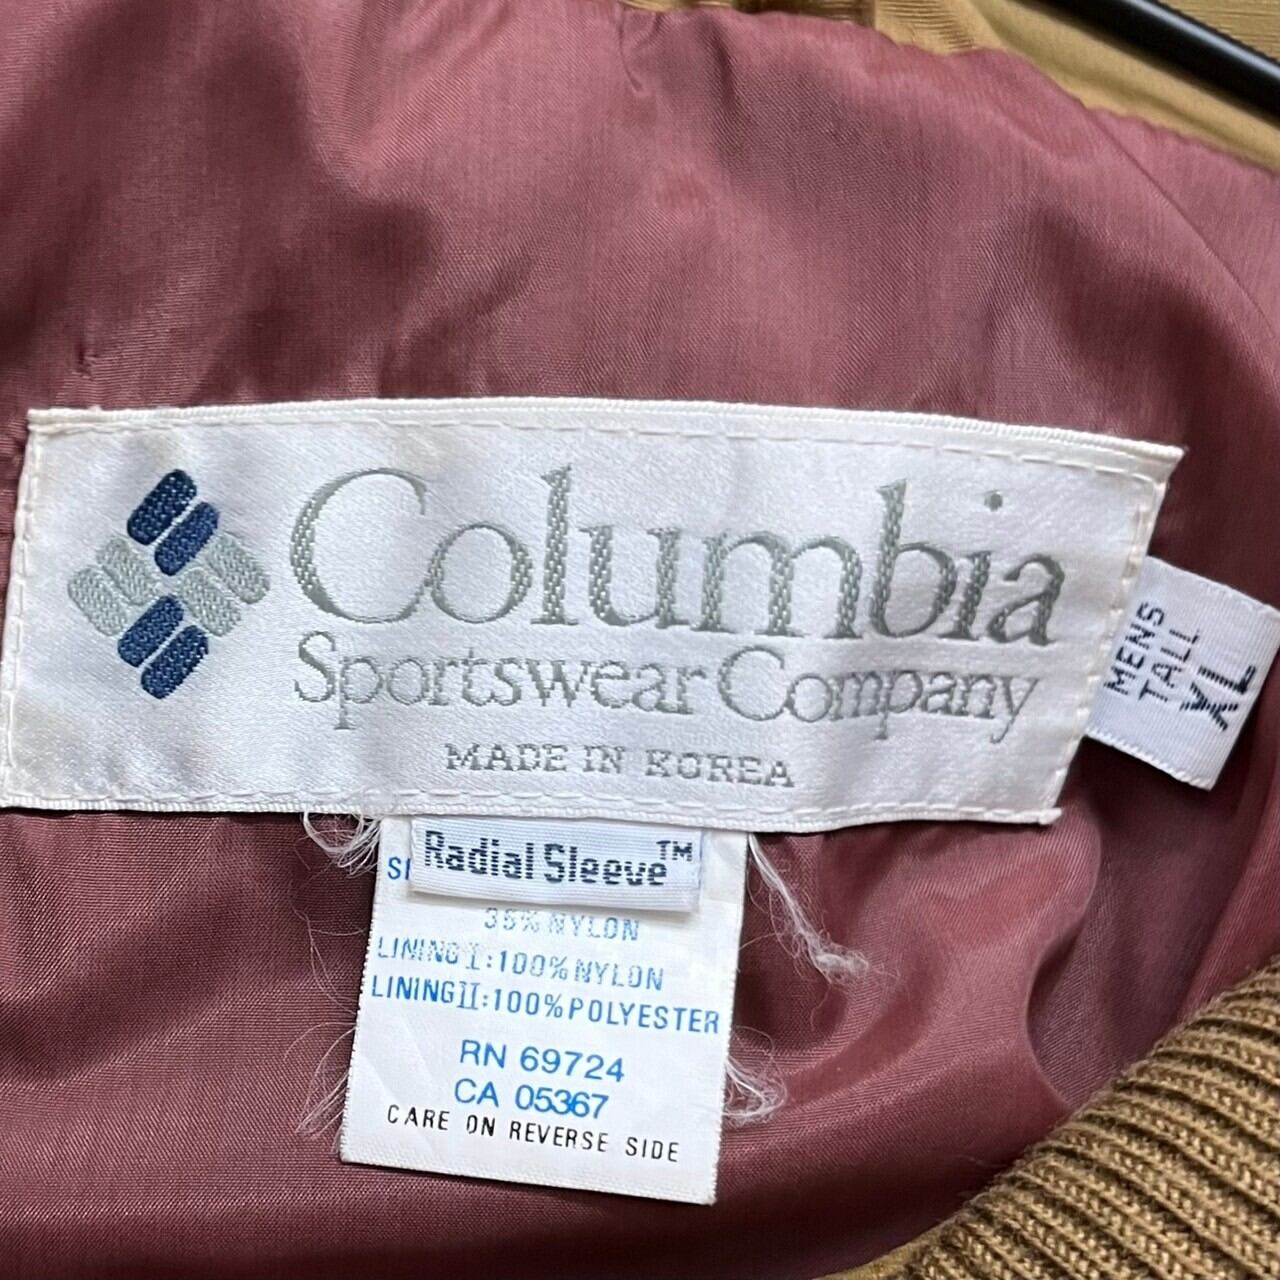 Columbia
Sportswear Company
MADE IN KOREA
MENS
TALL
XL
Radial Sleeve™
35% NYLON
LINING I:100% NYLON
LINING II:100% POLYESTER
RN 69724
CA 05367
CARE ON REVERSE SIDE